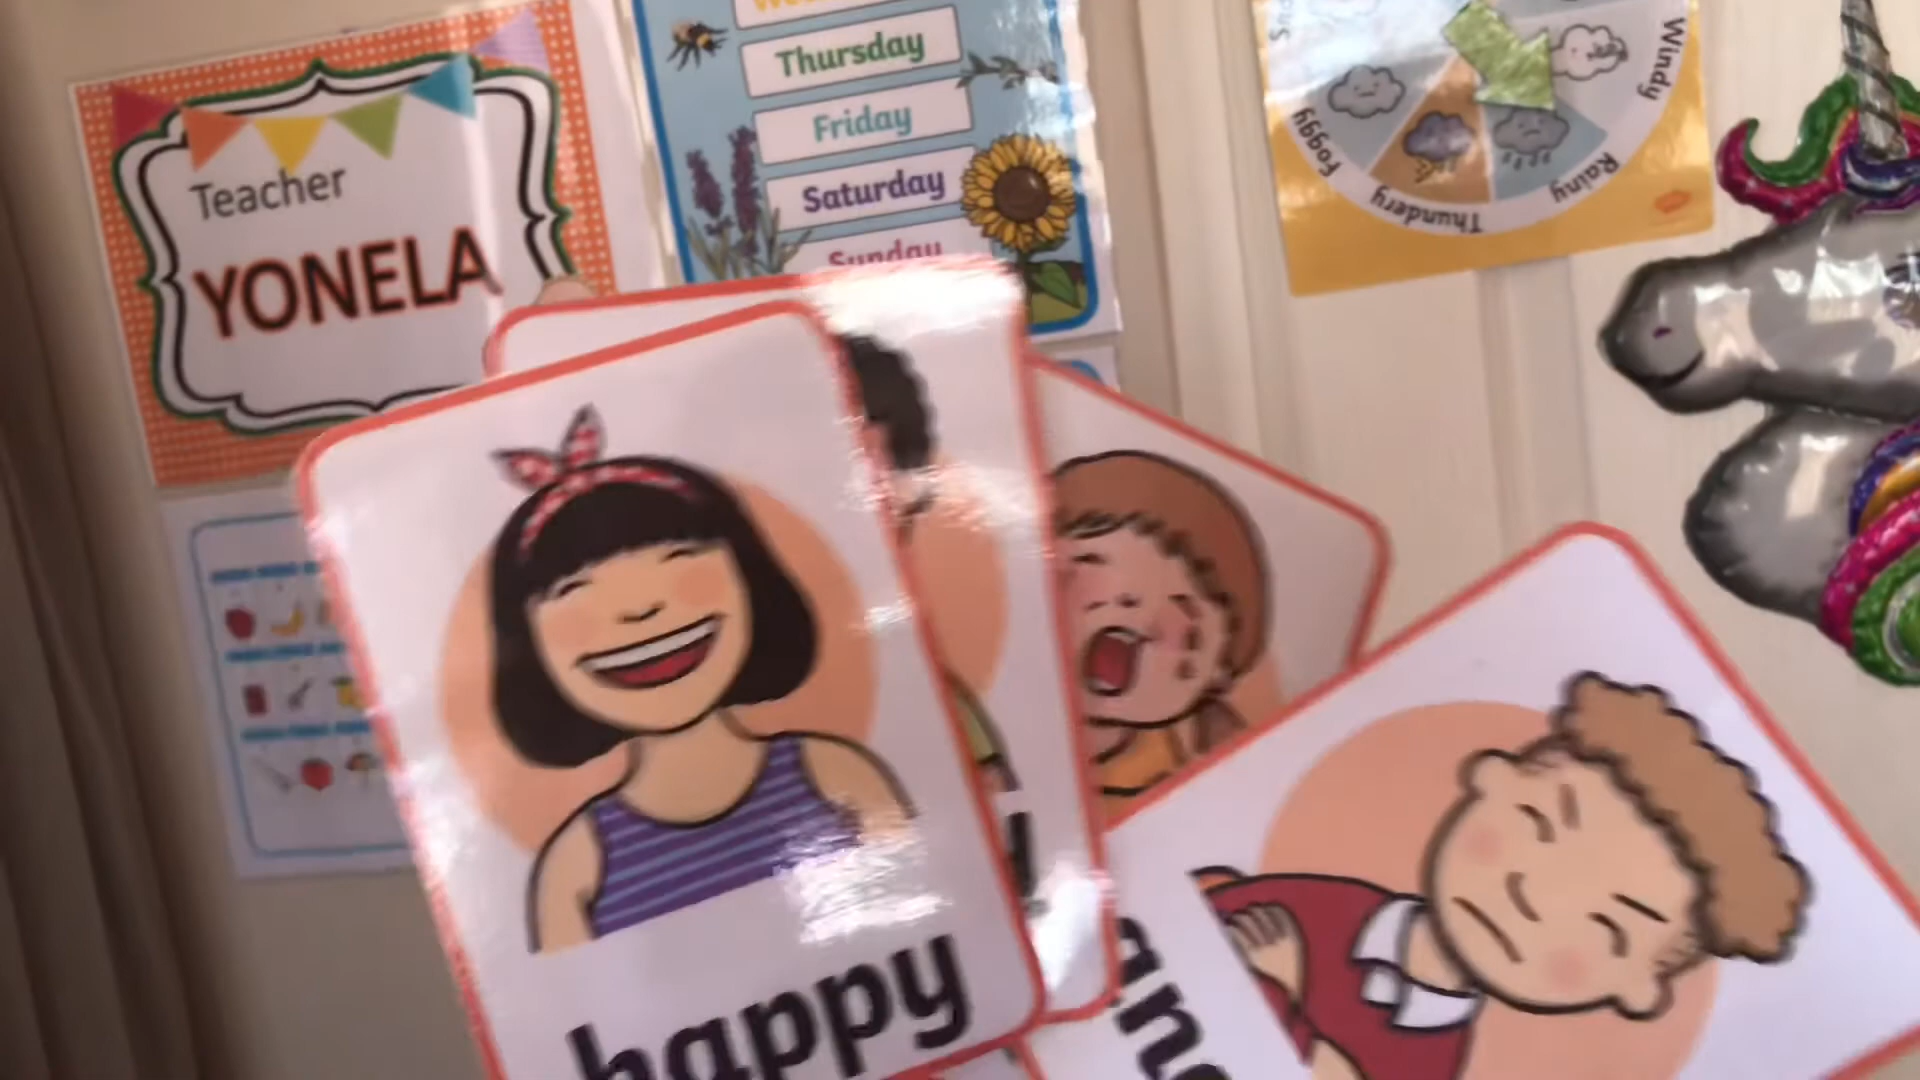 Teacher
YONELA
Thursday
Friday
Saturday
Sunday
Windy
Rainy
Thundery
Foggy
happy